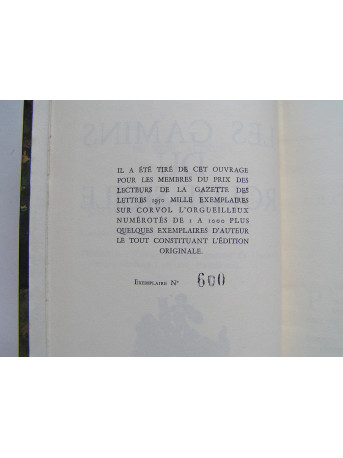 IL A ÉTÉ TIRÉ DE CET OUVRAGE
POUR LES MEMBRES DU PRIX DES
LECTEURS DE LA GAZETTE DES
LETTRES 1950 MILLE EXEMPLAIRES
SUR CORVOL L'ORGUEILLEUX
NUMÉROTÉS DE 1 A 1000 PLUS
QUELQUES EXEMPLAIRES D'AUTEUR
LE TOUT CONSTITUANT L'ÉDITION
ORIGINALE.
EXEMPLAIRE N° 600